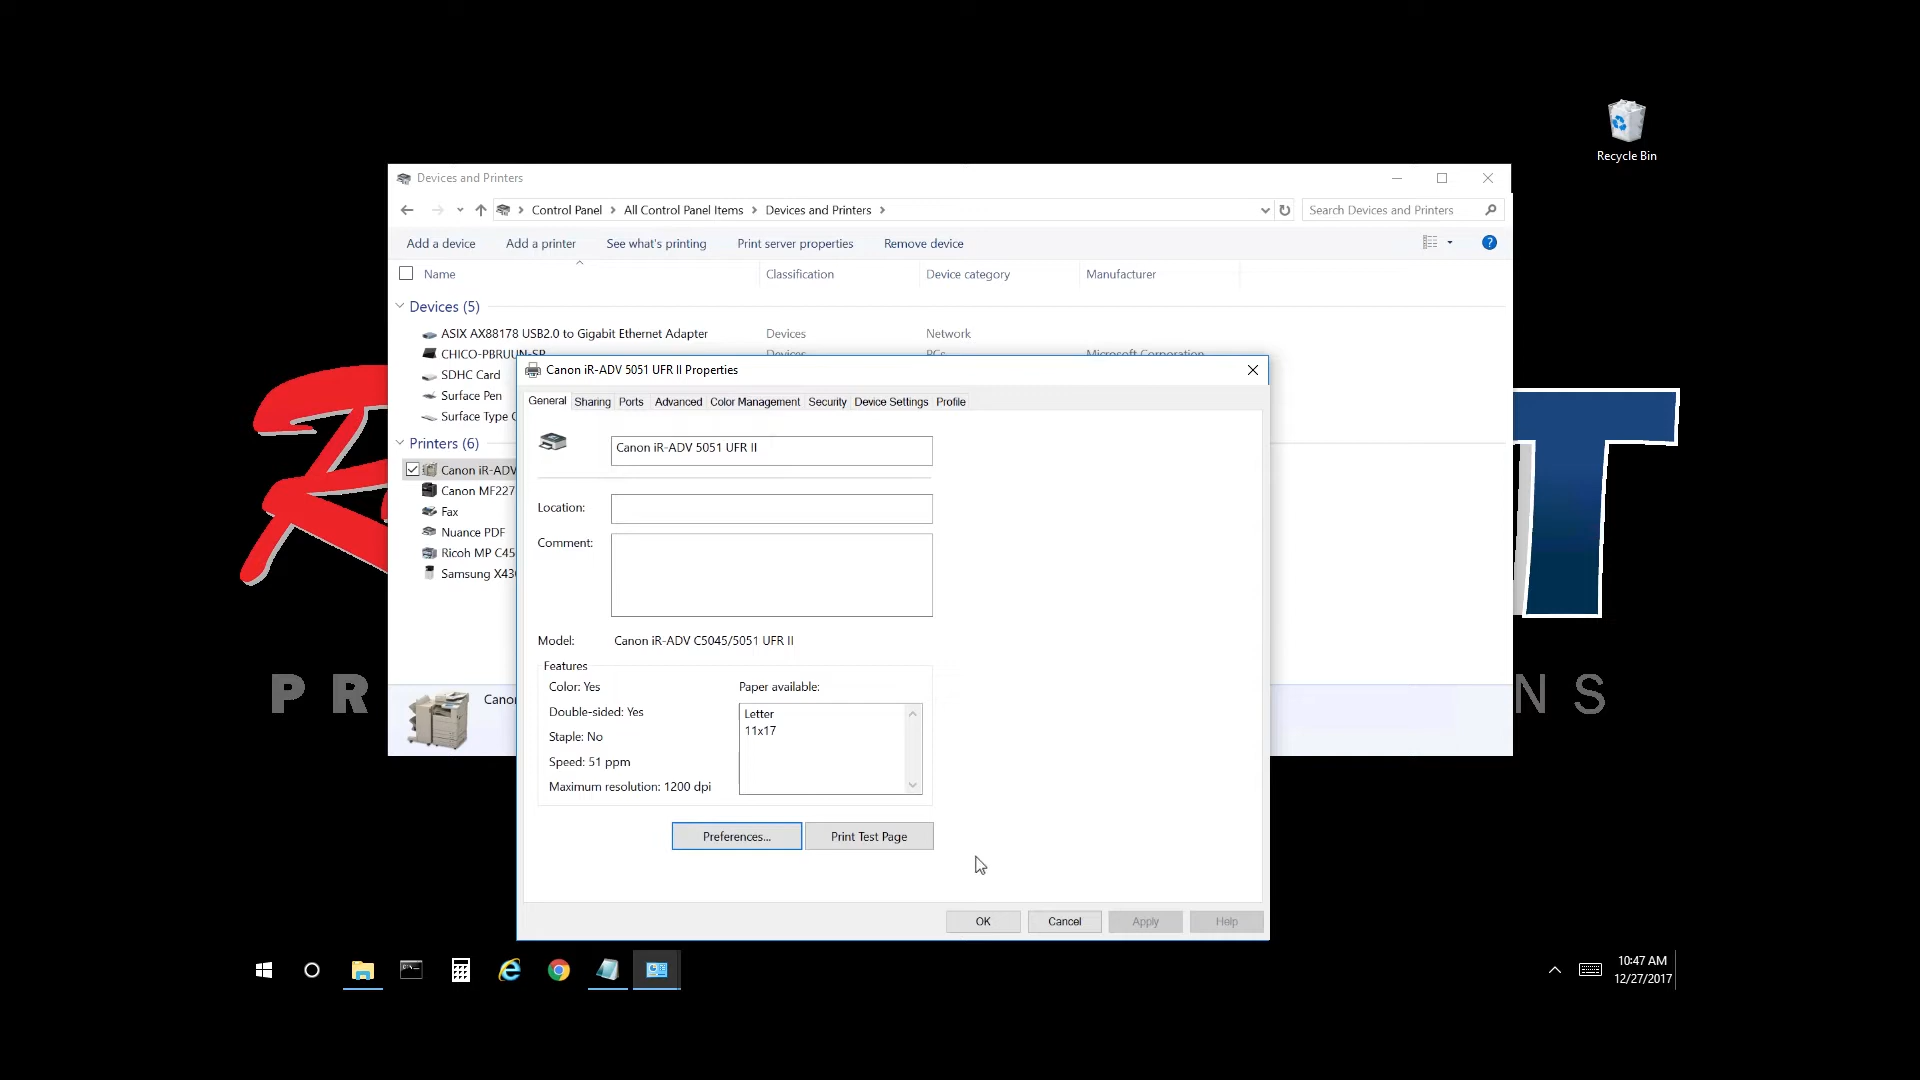 Recycle Bin
Devices and Printers
Control Panel > All Control Panel Items > Devices and Printers >
Search Devices and Printers
Add a device
Add a printer
See what's printing
Print server properties
Remove device
?
Name
Classification
Device category
Manufacturer
Devices (5)
ASIX AX88178 USB2.0 to Gigabit Ethernet Adapter
Devices
Network
CHICO-PBRUUN-SP
Devices
PCs
Microsoft Corporation
SDHC Card
Surface Pen
Surface Type C
Printers (6)
Canon iR-ADV
Canon MF227
Fax
Nuance PDF
Ricoh MP C45
Samsung X43
Canon
Canon iR-ADV 5051 UFR II Properties
General
Sharing
Ports
Advanced
Color Management
Security
Device Settings
Profile
Canon iR-ADV 5051 UFR II
Location:
Comment:
Model:
Canon iR-ADV C5045/5051 UFR II
Features
Color: Yes
Double-sided: Yes
Staple: No
Speed: 51 ppm
Maximum resolution: 1200 dpi
Paper available:
Letter
11x17
Preferences...
Print Test Page
OK
Cancel
Apply
Help
R
T
PR
NS
10:47 AM
12/27/2017